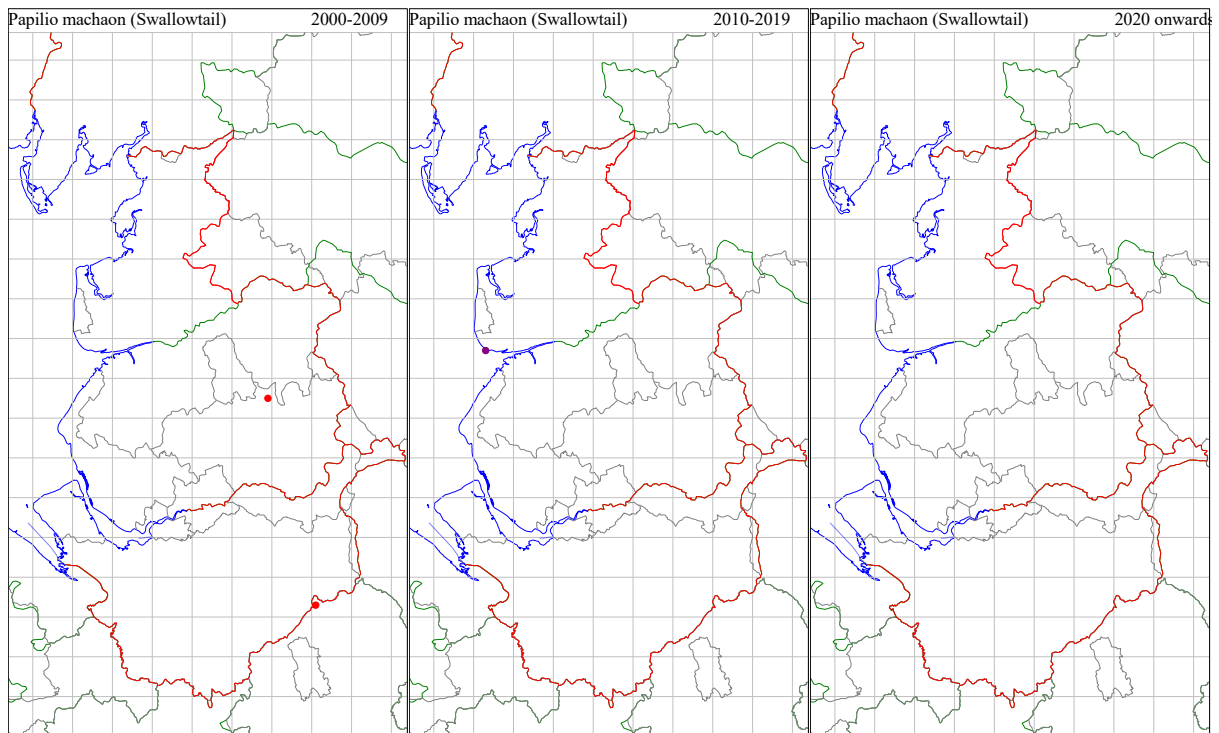 Papilio machaon (Swallowtail) 2000-2009
Papilio machaon (Swallowtail) 2010-2019
Papilio machaon (Swallowtail) 2020 onwards